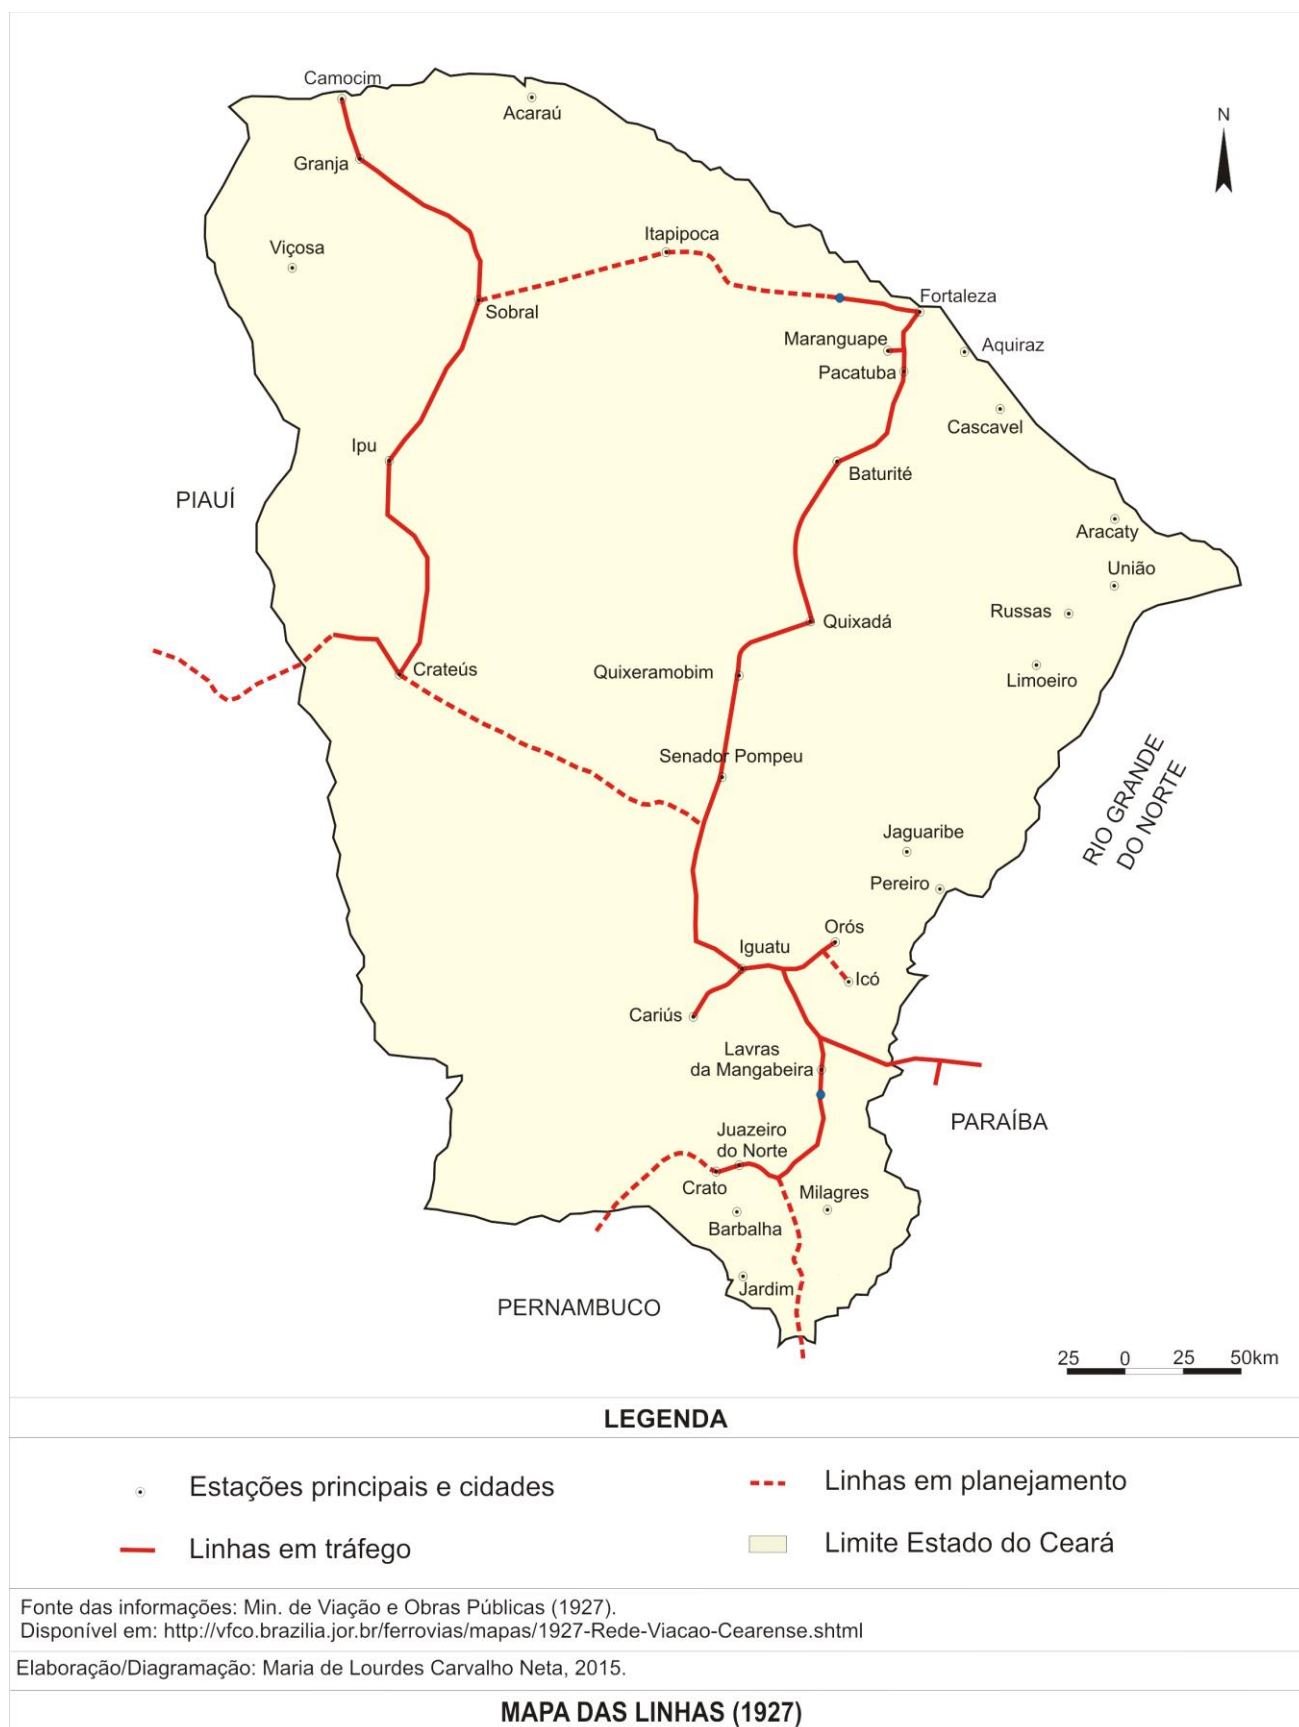 Camocim
Acaraú
N
Granja
Viçosa
Itapipoca
Fortaleza
Sobral
Maranguape
Aquiraz
Pacatuba
Cascavel
Ipu
Baturité
PIAUÍ
Aracaty
União
Russas
Quixadá
Quixeramobim
Crateús
Limoeiro
Senador Pompeu
RIO GRANDE
DO NORTE
Jaguaribe
Pereiro
Orós
Iguatu
Icó
Cariús
Lavras
da Mangabeira
PARAÍBA
Juazeiro
do Norte
Crato
Milagres
Barbalha
Jardim
PERNAMBUCO
25 0 25 50km
LEGENDA
Estações principais e cidades
Linhas em planejamento
Linhas em tráfego
Limite Estado do Ceará
Fonte das informações: Min. de Viação e Obras Públicas (1927).
Disponível em: http://vfco.brazilia.jor.br/ferrovias/mapas/1927-Rede-Viacao-Cearense.shtml
Elaboração/Diagramação: Maria de Lourdes Carvalho Neta, 2015.
MAPA DAS LINHAS (1927)